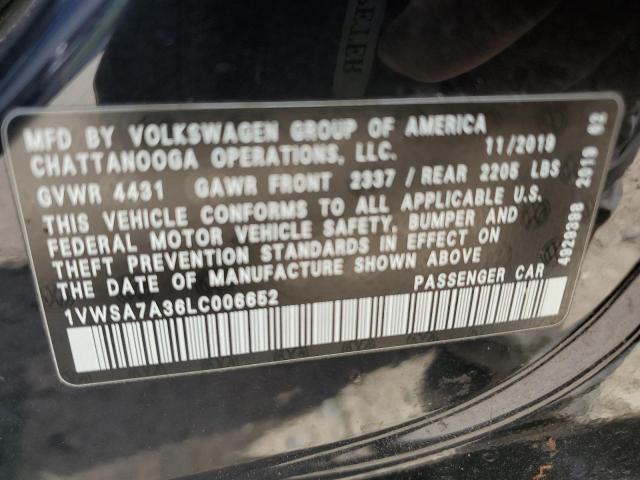 MFD BY VOLKSWAGEN GROUP OF AMERICA
CHATTANOOGA OPERATIONS, LLC. 11/2019
GVWR 4431 GAWR FRONT 2337 / REAR 2205 LBS
THIS VEHICLE CONFORMS TO ALL APPLICABLE U.S.
FEDERAL MOTOR VEHICLE SAFETY, BUMPER AND
THEFT PREVENTION STANDARDS IN EFFECT ON
THE DATE OF MANUFACTURE SHOWN ABOVE
1VWSA7A36LC006652 PASSENGER CAR
2019 02